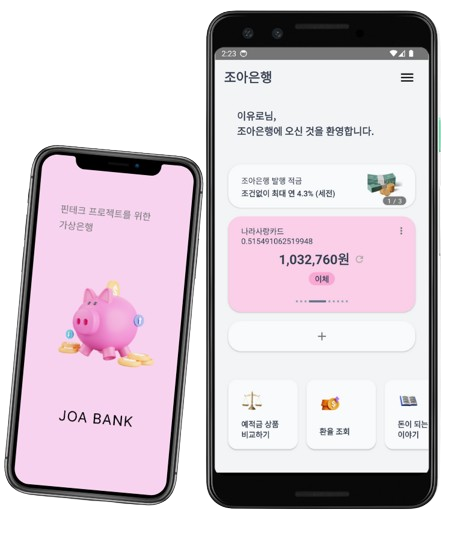 핀테크 프로젝트를 위한
가상은행
JOA BANK
2:23
조아은행
이유로님,
조아은행에 오신 것을 환영합니다.
조아은행 발행 적금
조건없이 최대 연 4.3% (세전)
1 / 3
나라사랑카드
0.515491062519948
1,032,760원
이체
+
예적금 상품
비교하기
환율 조회
돈이 되는
이야기